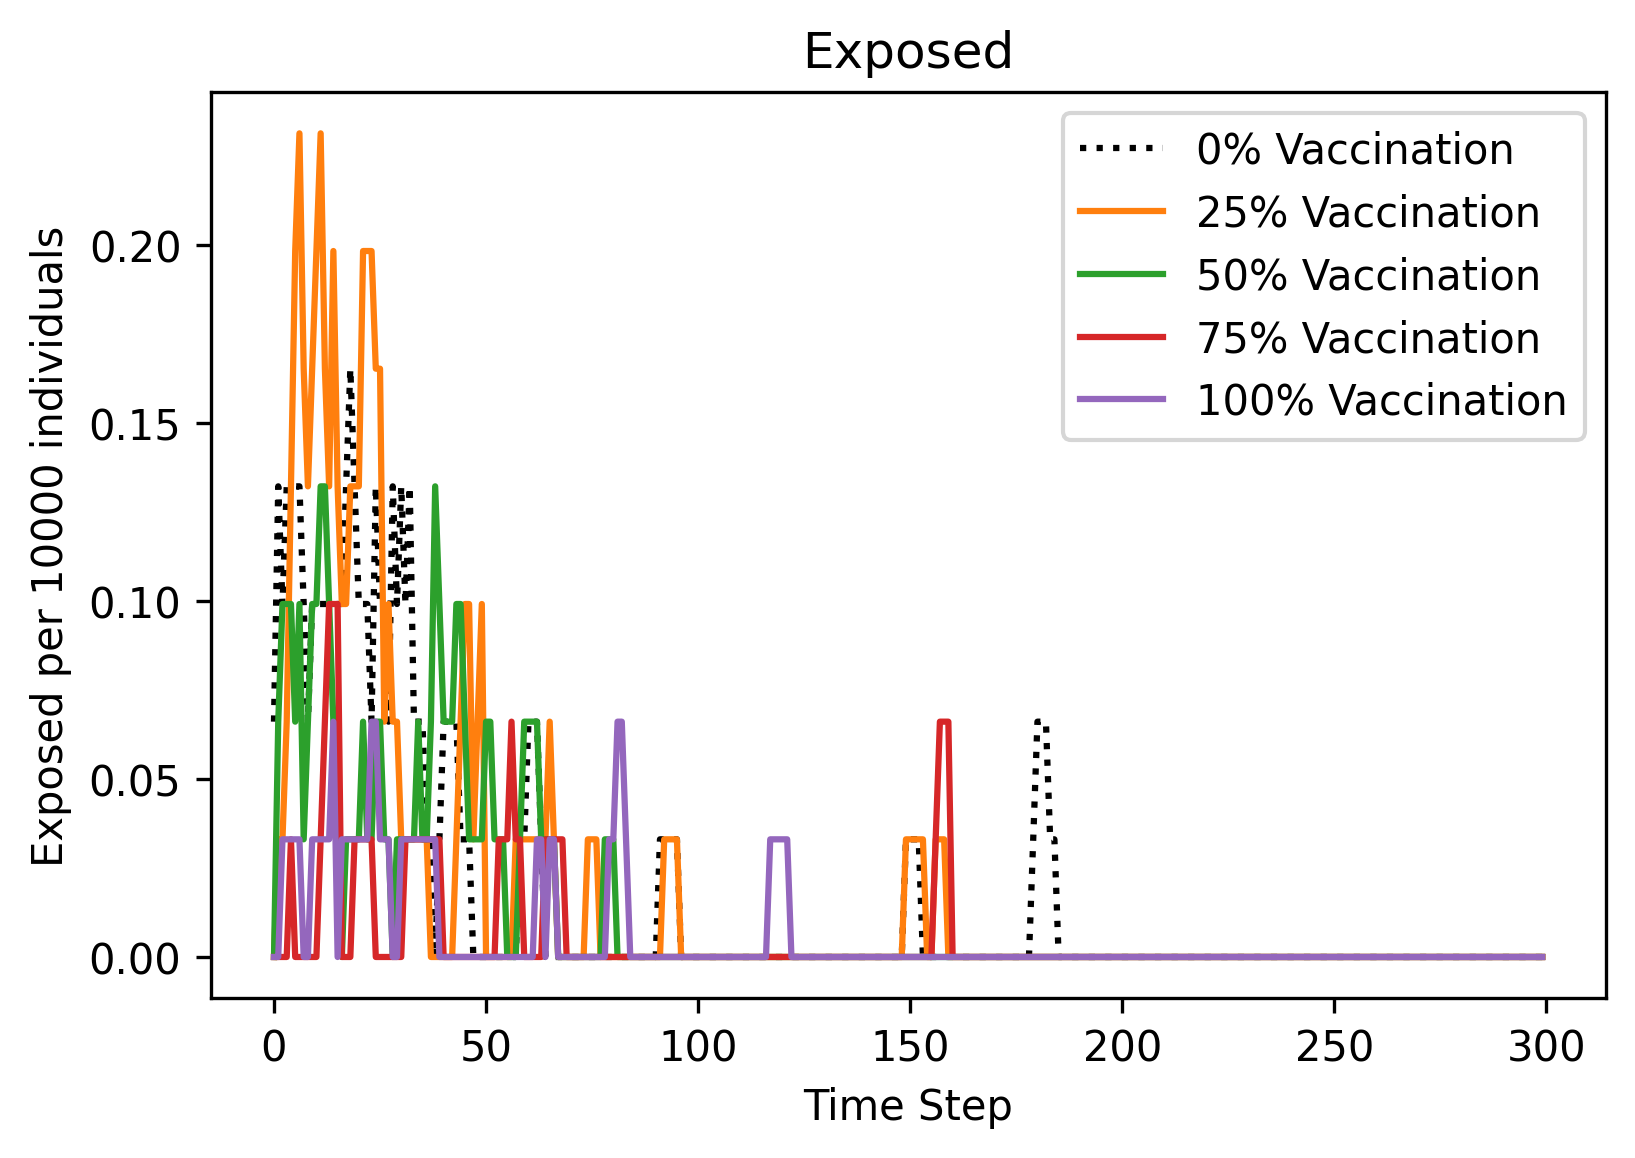 Exposed
Exposed per 10000 individuals
0.20
0.15
0.10
0.05
0.00
0% Vaccination
25% Vaccination
50% Vaccination
75% Vaccination
100% Vaccination
0 50 100 150 200 250 300
Time Step